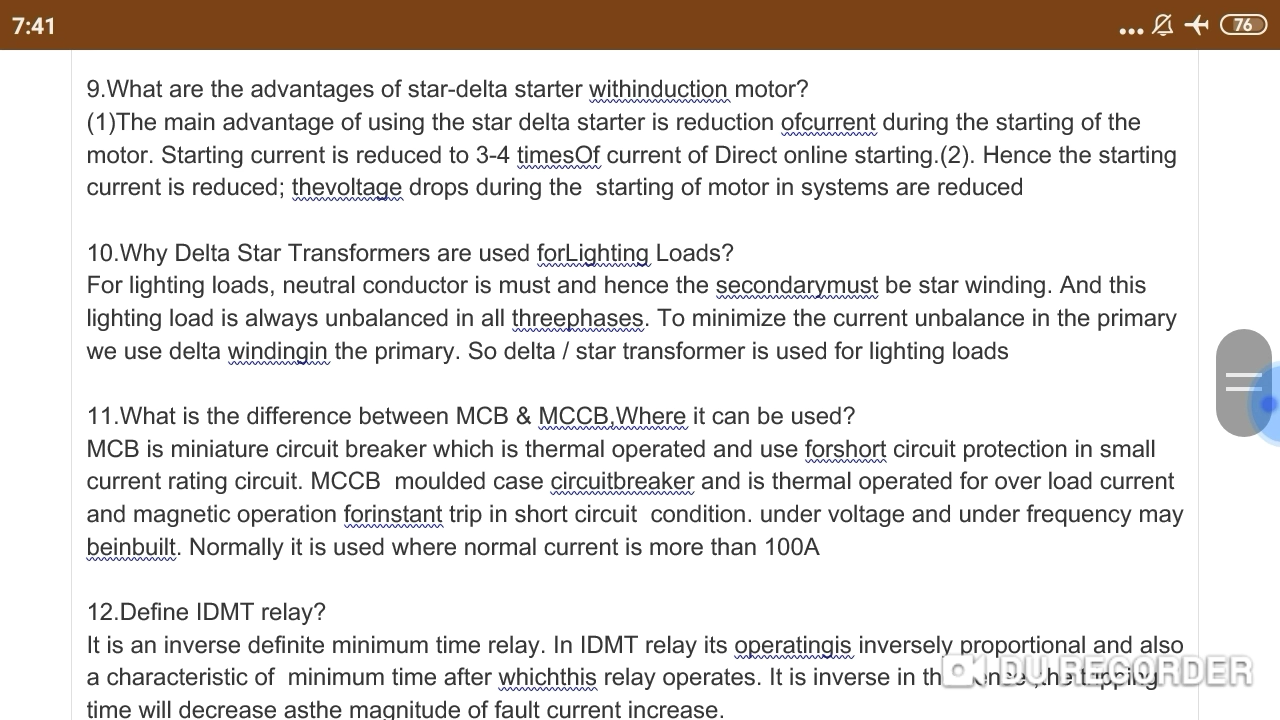 7:41
76
9.What are the advantages of star-delta starter withinduction motor?
(1)The main advantage of using the star delta starter is reduction ofcurrent during the starting of the
motor. Starting current is reduced to 3-4 timesOf current of Direct online starting.(2). Hence the starting
current is reduced; thevoltage drops during the starting of motor in systems are reduced
10.Why Delta Star Transformers are used forLighting Loads?
For lighting loads, neutral conductor is must and hence the secondarymust be star winding. And this
lighting load is always unbalanced in all threephases. To minimize the current unbalance in the primary
we use delta windingin the primary. So delta / star transformer is used for lighting loads
11.What is the difference between MCB & MCCB,Where it can be used?
MCB is miniature circuit breaker which is thermal operated and use forshort circuit protection in small
current rating circuit. MCCB moulded case circuitbreaker and is thermal operated for over load current
and magnetic operation forinstant trip in short circuit condition. under voltage and under frequency may
beinbuilt. Normally it is used where normal current is more than 100A
12.Define IDMT relay?
It is an inverse definite minimum time relay. In IDMT relay its operatingis inversely proportional and also
a characteristic of minimum time after whichthis relay operates. It is inverse in the tripping
DU RECORDER
time will decrease asthe magnitude of fault current increase.